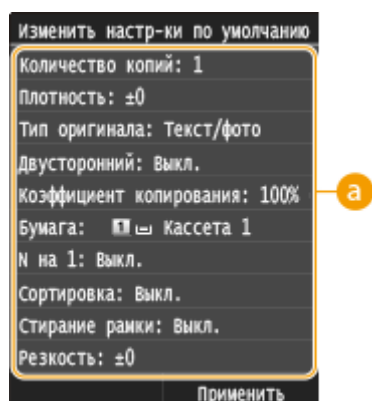 Изменить настр-ки по умолчанию
Количество копий: 1
Плотность: ±0
Тип оригинала: Текст/фото
Двусторонний: Выкл.
Коэффициент копирования: 100%
a
Бумага: 1 Кассета 1
N на 1: Выкл.
Сортировка: Выкл.
Стирание рамки: Выкл.
Резкость: ±0
Применить